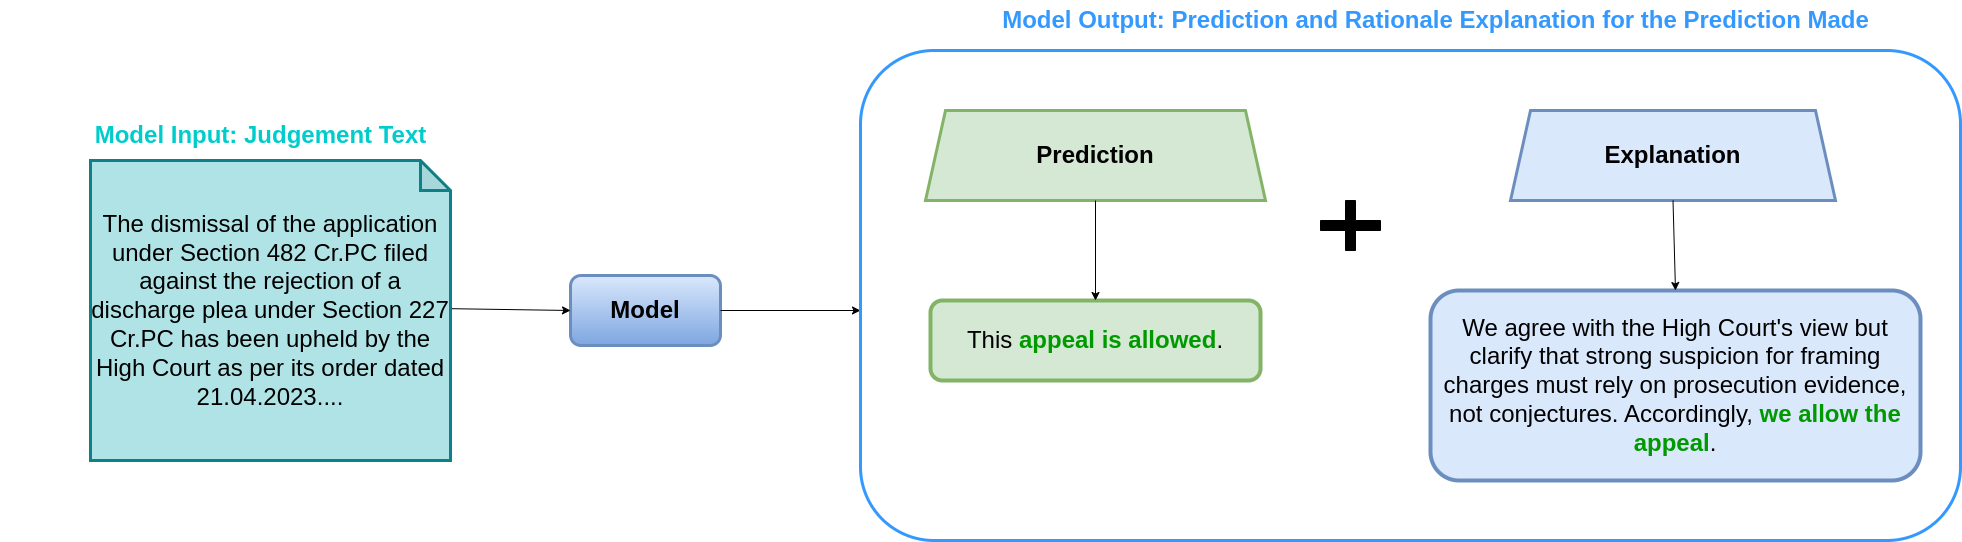 Model Output: Prediction and Rationale Explanation for the Prediction Made
Model Input: Judgement Text
The dismissal of the application
under Section 482 Cr.PC filed
against the rejection of a
discharge plea under Section 227
Cr.PC has been upheld by the
High Court as per its order dated
21.04.2023....
Model
Prediction
This appeal is allowed.
Explanation
We agree with the High Court's view but
clarify that strong suspicion for framing
charges must rely on prosecution evidence,
not conjectures. Accordingly, we allow the
appeal.